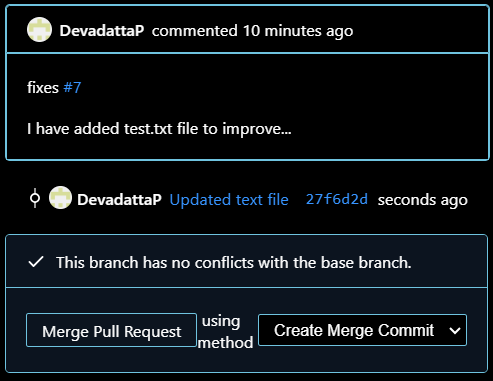 DevadattaP commented 10 minutes ago
fixes #7
I have added test.txt file to improve...
DevadattaP Updated text file 27f6d2d seconds ago
This branch has no conflicts with the base branch.
Merge Pull Request using method Create Merge Commit